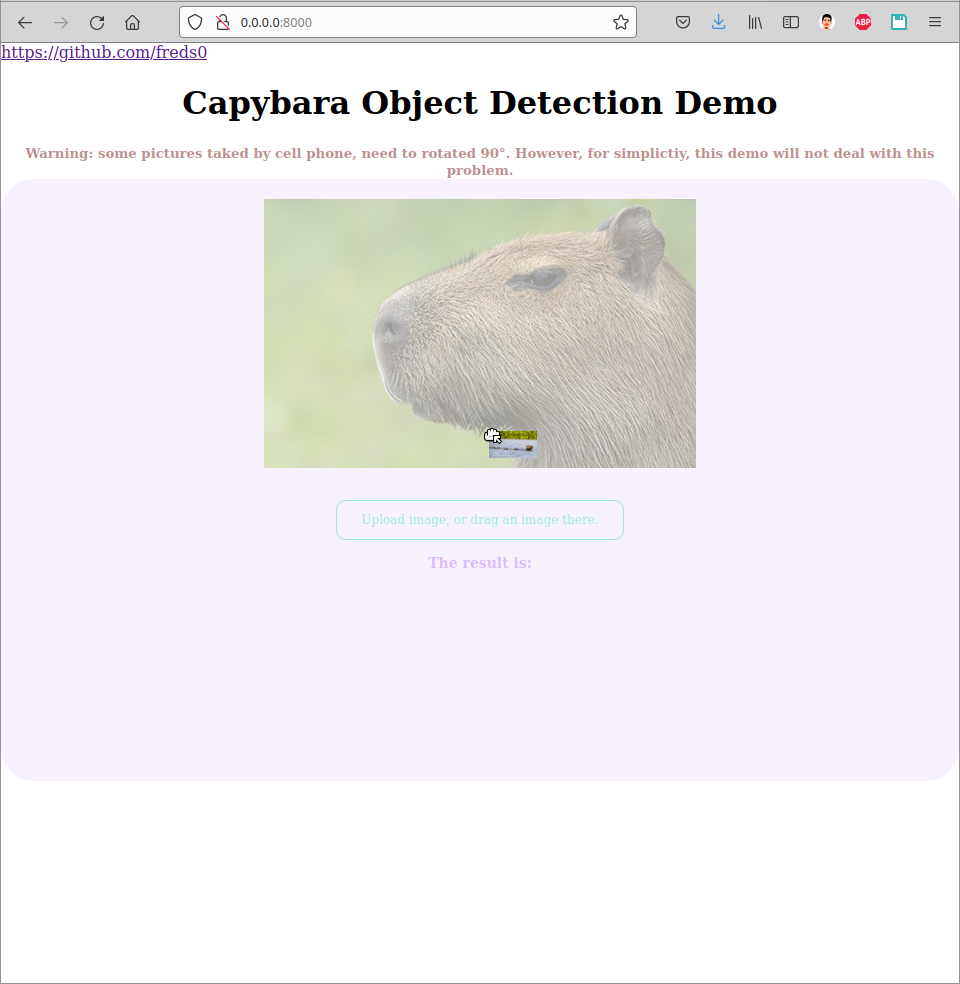 0.0.0.0:8000
ABP
https://github.com/freds0
Capybara Object Detection Demo
Warning: some pictures taked by cell phone, need to rotated 90°. However, for simplictiy, this demo will not deal with this
problem.
Upload image, or drag an image there.
The result is: